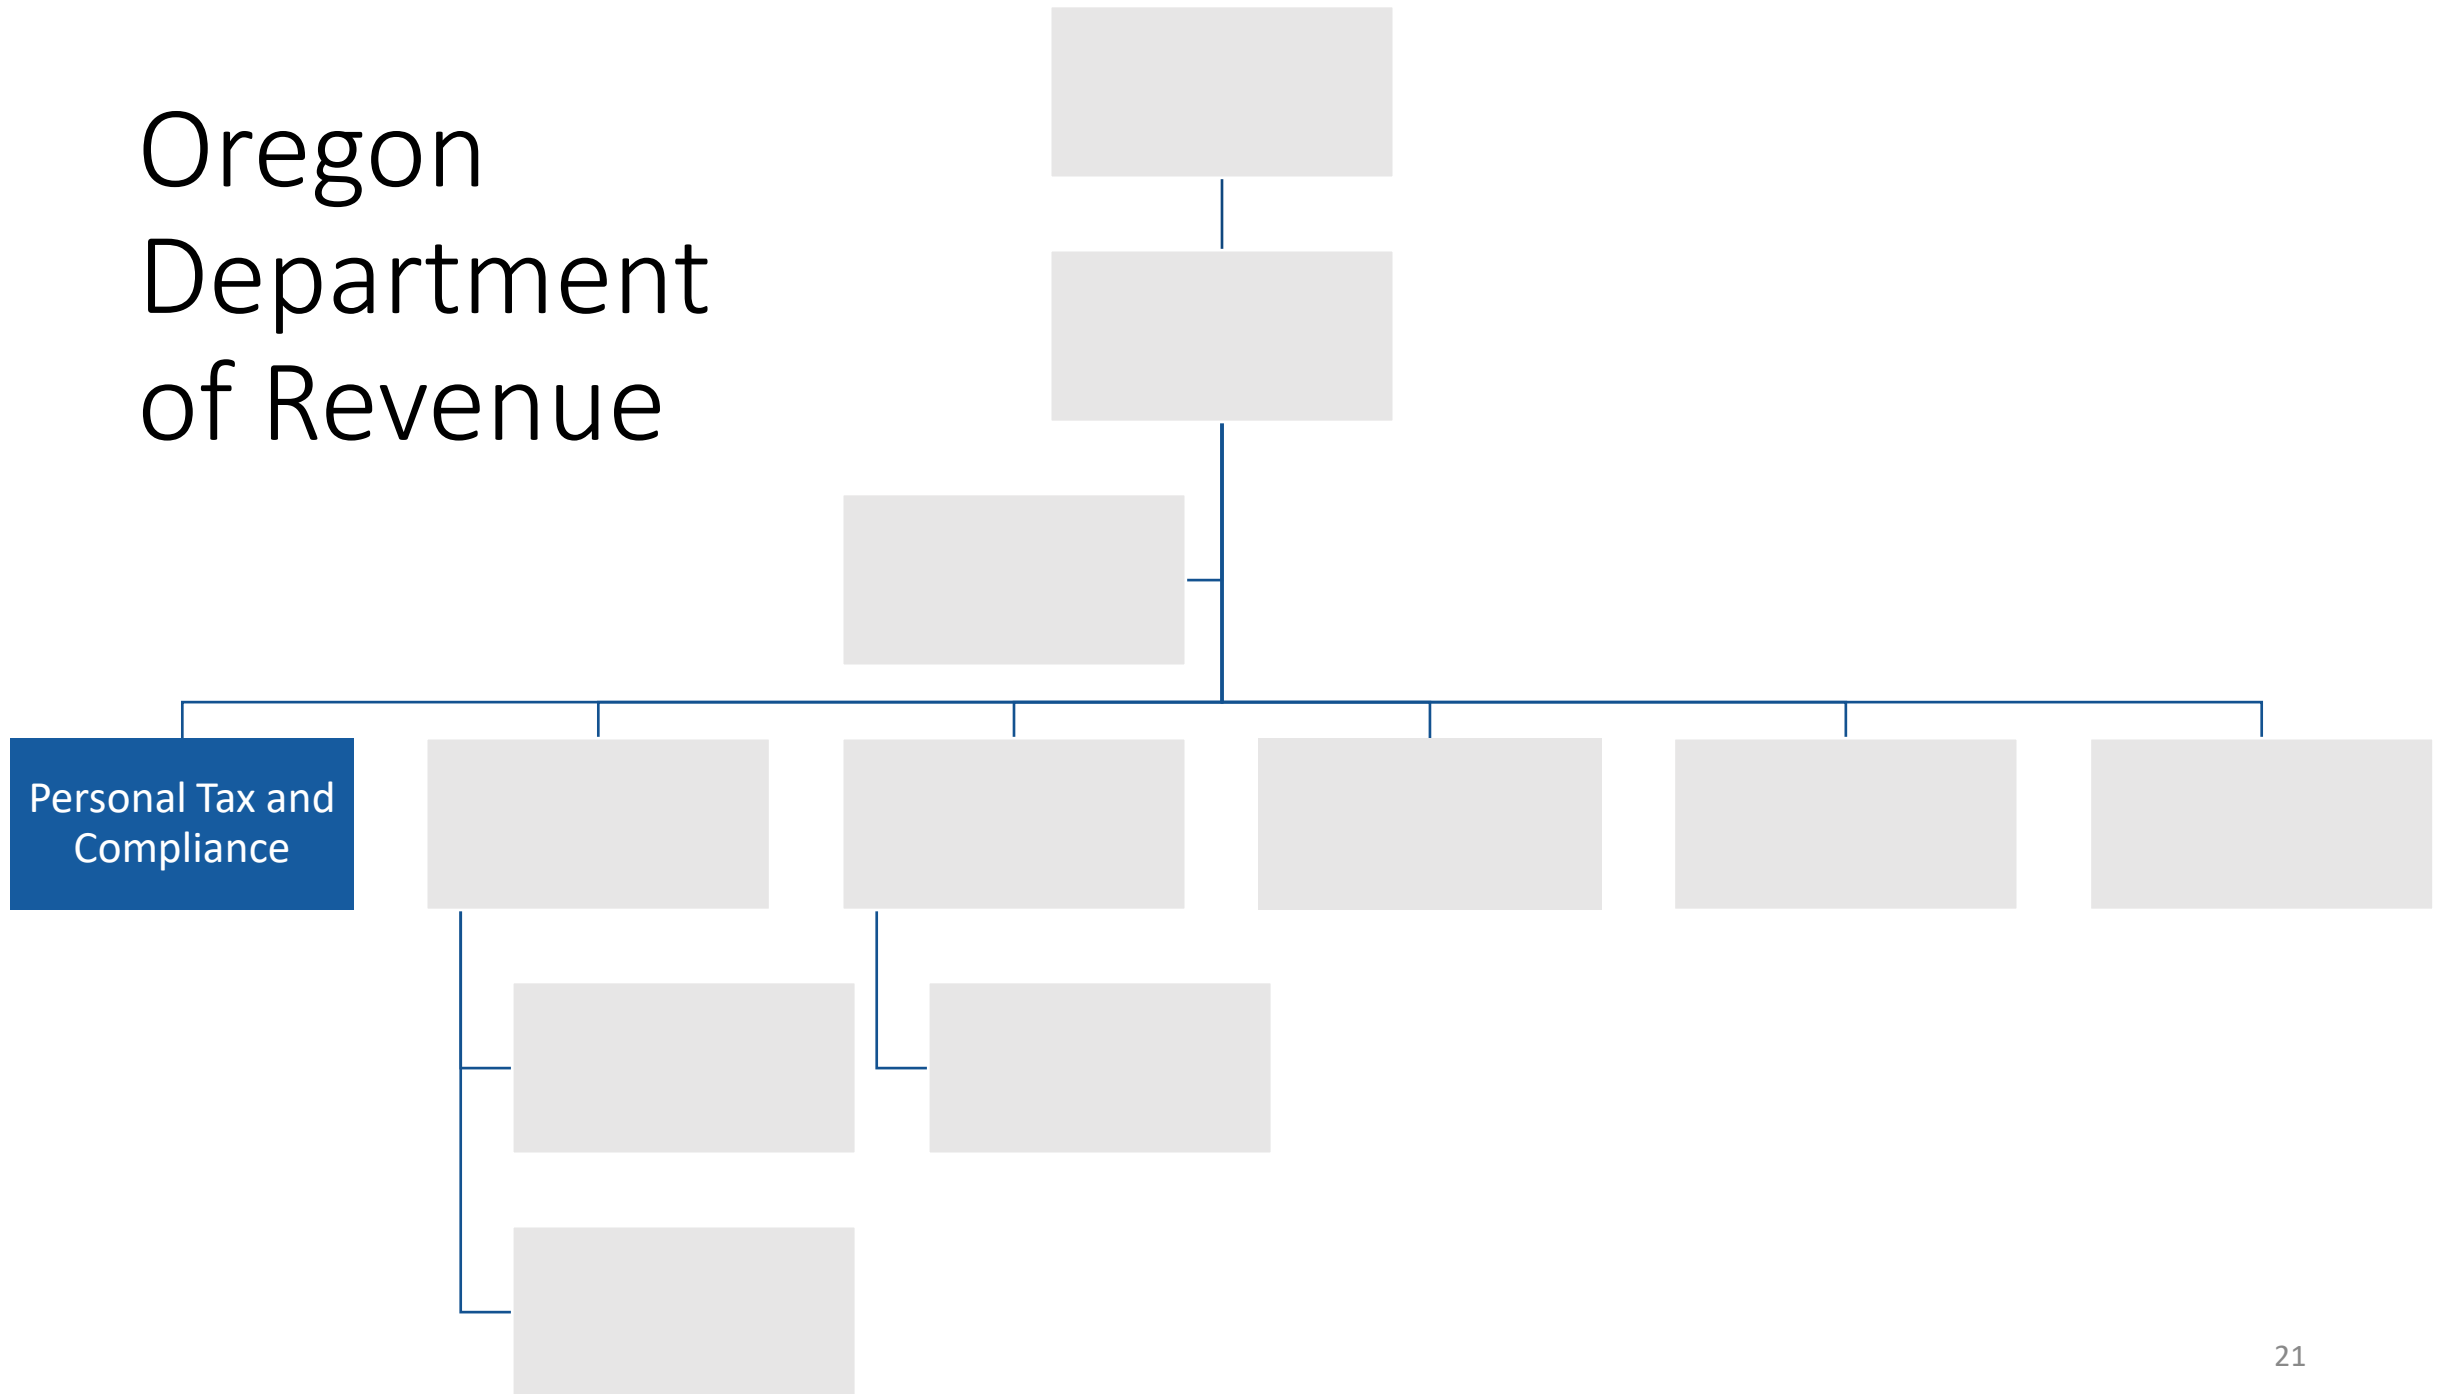 Oregon
Department
of Revenue
Personal Tax and
Compliance
21